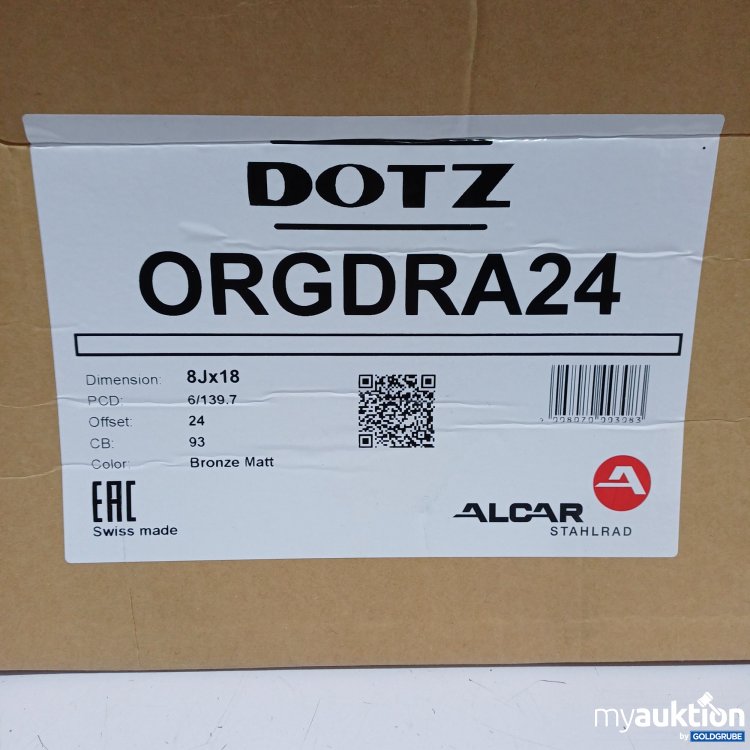 DOTZ
ORGDRA24
Dimension: 8Jx18
PCD: 6/139.7
Offset: 24
CB: 93
Color: Bronze Matt
EAC
Swiss made
ALCAR
STAHLRAD
myauktion
by GOLDGRUBE